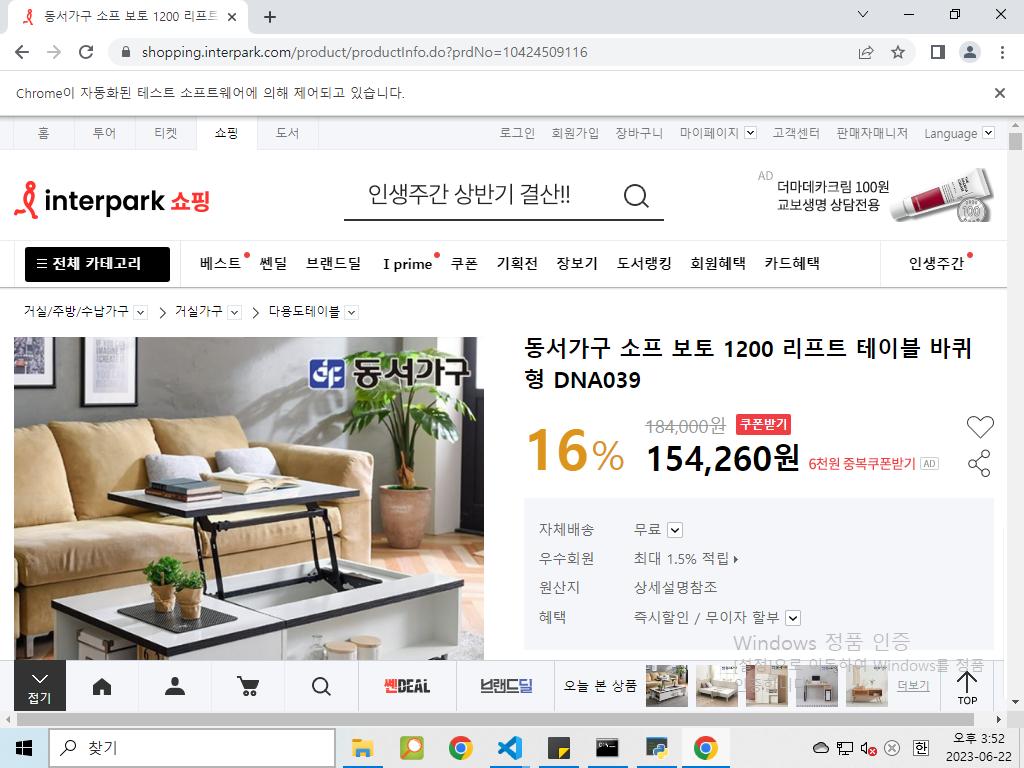 동서가구 소프 보토 1200 리프트
shopping.interpark.com/product/productInfo.do?prdNo=10424509116
Chrome이 자동화된 테스트 소프트웨어에 의해 제어되고 있습니다.
홈 투어 티켓 쇼핑 도서 로그인 회원가입 장바구니 마이페이지 고객센터 판매자매니저 Language
interpark 쇼핑
인생주간 상반기 결산!!
AD 더마데카크림 100원
교보생명 상담전용
전체 카테고리 베스트 쎈딜 브랜드딜 I prime 쿠폰 기획전 장보기 도서랭킹 회원혜택 카드혜택 인생주간
거실/주방/수납가구 거실가구 다용도테이블
동서가구
동서가구 소프 보토 1200 리프트 테이블 바퀴
형 DNA039
16% 184,000원 쿠폰받기
154,260원 6천원 중복쿠폰받기 AD
자체배송 무료
우수회원 최대 1.5% 적립
원산지 상세설명참조
혜택 즉시할인 / 무이자 할부
Windows 정품 인증
[설정]으로 이동하여 Windows를 정품
인증합니다.
접기 쎈DEAL 브랜드딜 오늘 본 상품 더보기 TOP
찾기
한
오후 3:52
2023-06-22